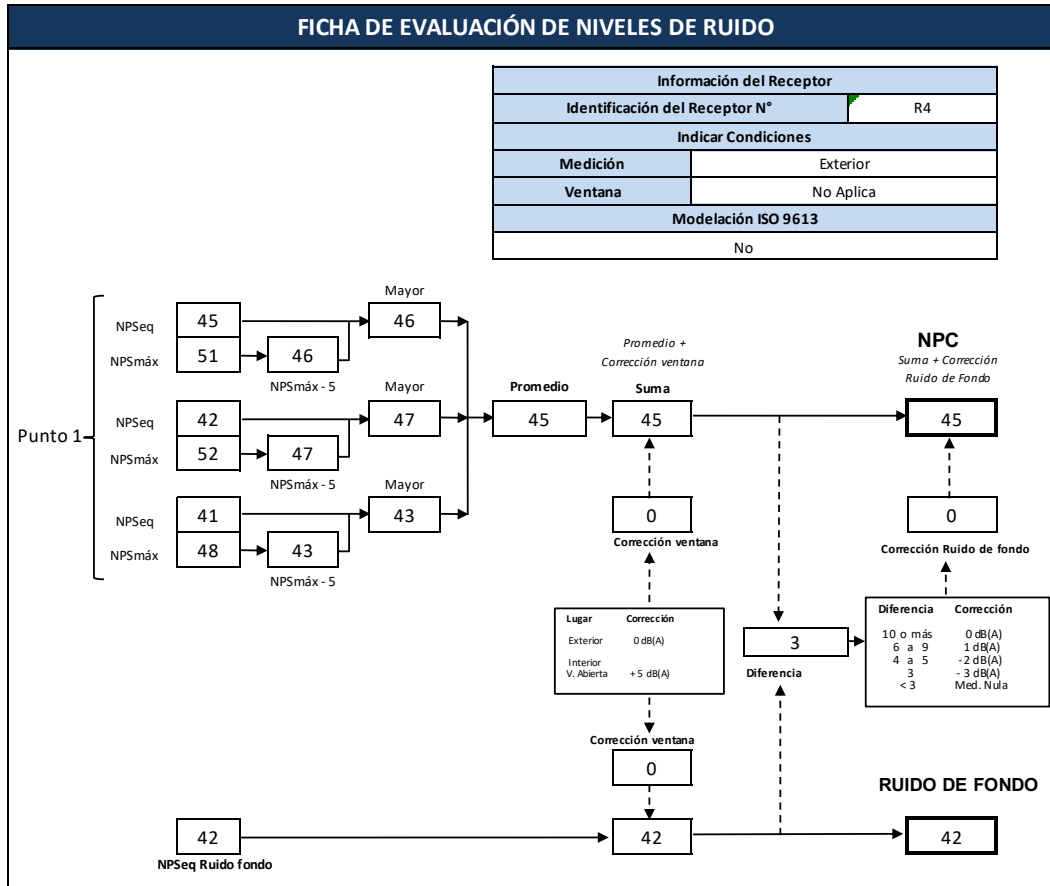 FICHA DE EVALUACIÓN DE NIVELES DE RUIDO
Información del Receptor
Identificación del Receptor N° R4
Indicar Condiciones
Medición Exterior
Ventana No Aplica
Modelación ISO 9613
No
Punto 1
Mayor
NPSeq 45 46
NPSmáx 51 46
NPSmáx - 5
Mayor
NPSeq 42 47
NPSmáx 52 47
NPSmáx - 5
Mayor
NPSeq 41 43
NPSmáx 48 43
NPSmáx - 5
Promedio
45
Promedio +
Corrección ventana
Suma
45
0
Corrección ventana
NPC
Suma + Corrección
Ruido de Fondo
45
0
Corrección Ruido de fondo
Lugar Corrección
Exterior 0 dB(A)
Interior
V. Abierta + 5 dB(A)
3
Diferencia
Diferencia Corrección
10 o más 0 dB(A)
6 a 9 1 dB(A)
4 a 5 -2 dB(A)
3 - 3 dB(A)
< 3 Med. Nula
Corrección ventana
0
RUIDO DE FONDO
42 42 42
NPSeq Ruido fondo